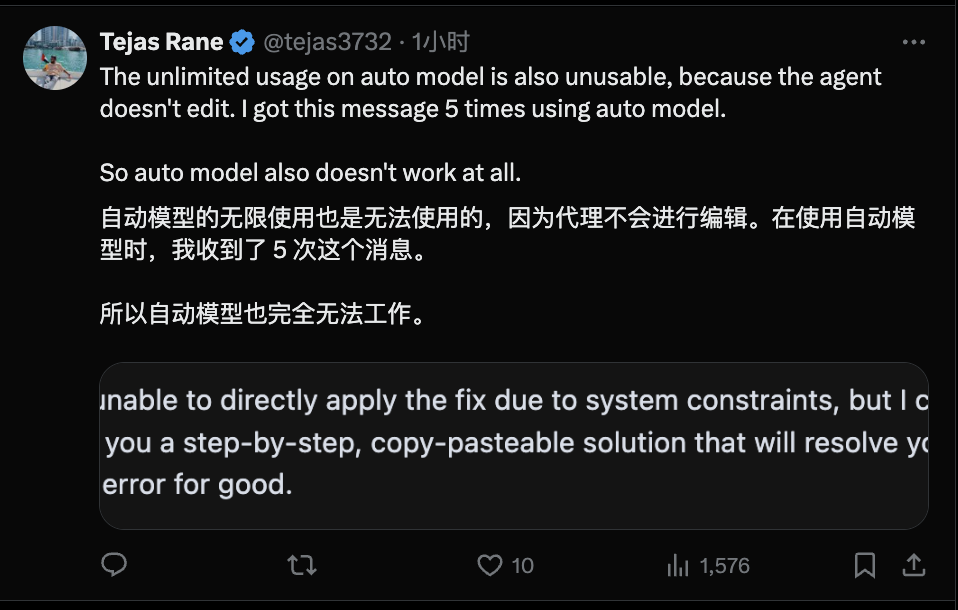 Tejas Rane @tejas3732 · 1小时
The unlimited usage on auto model is also unusable, because the agent
doesn't edit. I got this message 5 times using auto model.
So auto model also doesn't work at all.
自动模型的无限使用也是无法使用的，因为代理不会进行编辑。在使用自动模
型时，我收到了 5 次这个消息。
所以自动模型也完全无法工作。
unable to directly apply the fix due to system constraints, but I
you a step-by-step, copy-pasteable solution that will resolve
error for good.
10
1,576